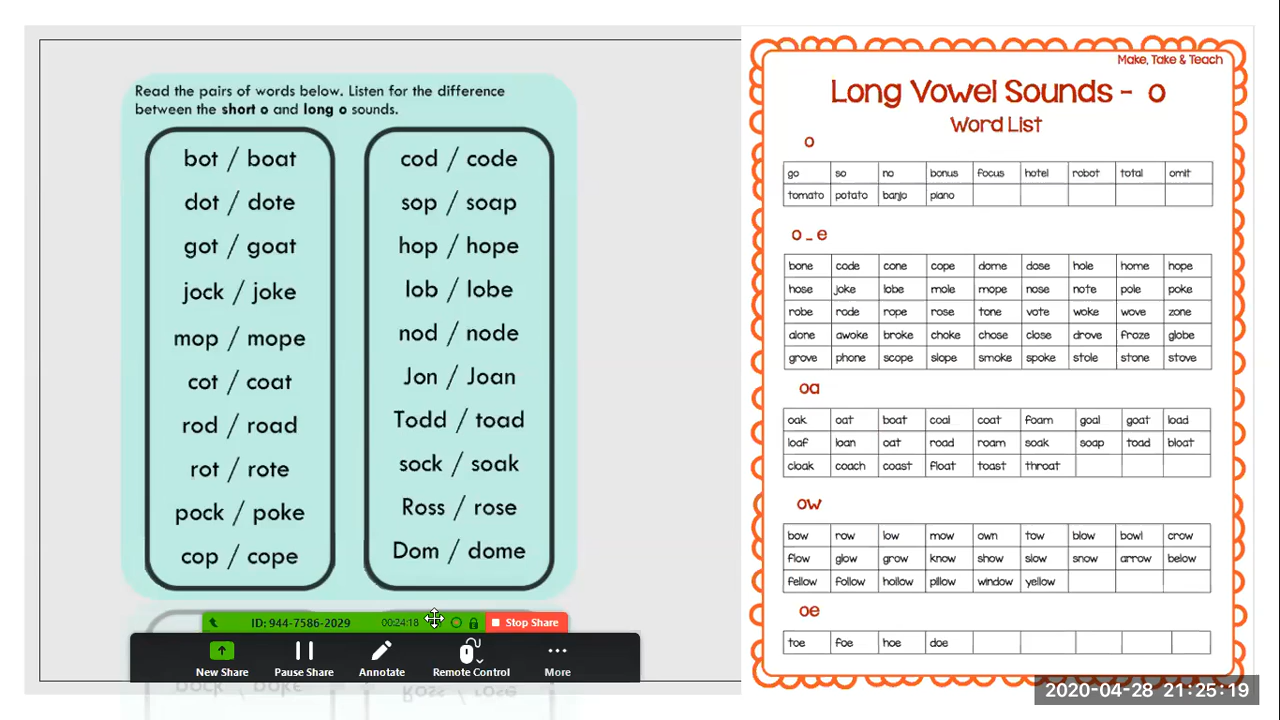 Read the pairs of words below. Listen for the difference
between the short o and long o sounds.
bot / boat
dot / dote
got / goat
jock / joke
mop / mope
cot / coat
rod / road
rot / rote
pock / poke
cop / cope
cod / code
sop / soap
hop / hope
lob / lobe
nod / node
Jon / Joan
Todd / toad
sock / soak
Ross / rose
Dom / dome
ID: 944-7586-2029 00:24:18 Stop Share
New Share Pause Share Annotate Remote Control More
Make, Take & Teach
Long Vowel Sounds - o
Word List
o
go so no bonus focus hotel robot total omit
tomato potato banjo piano
o_e
bone code cone cope dome dose hole home hope
hose joke lobe mole mope nose note pole poke
robe rode rope rose tone vote woke wove zone
alone awoke broke choke chose close drove froze globe
grove phone scope slope smoke spoke stole stone stove
oa
oak oat boat coal coat foam goal goat load
loaf loan oat road roam soak soap toad bloat
cloak coach coast float toast throat
ow
bow row low mow own tow blow bowl crow
flow glow grow know show slow snow arrow below
fellow follow hollow pillow window yellow
oe
toe foe hoe doe
2020-04-28 21:25:19